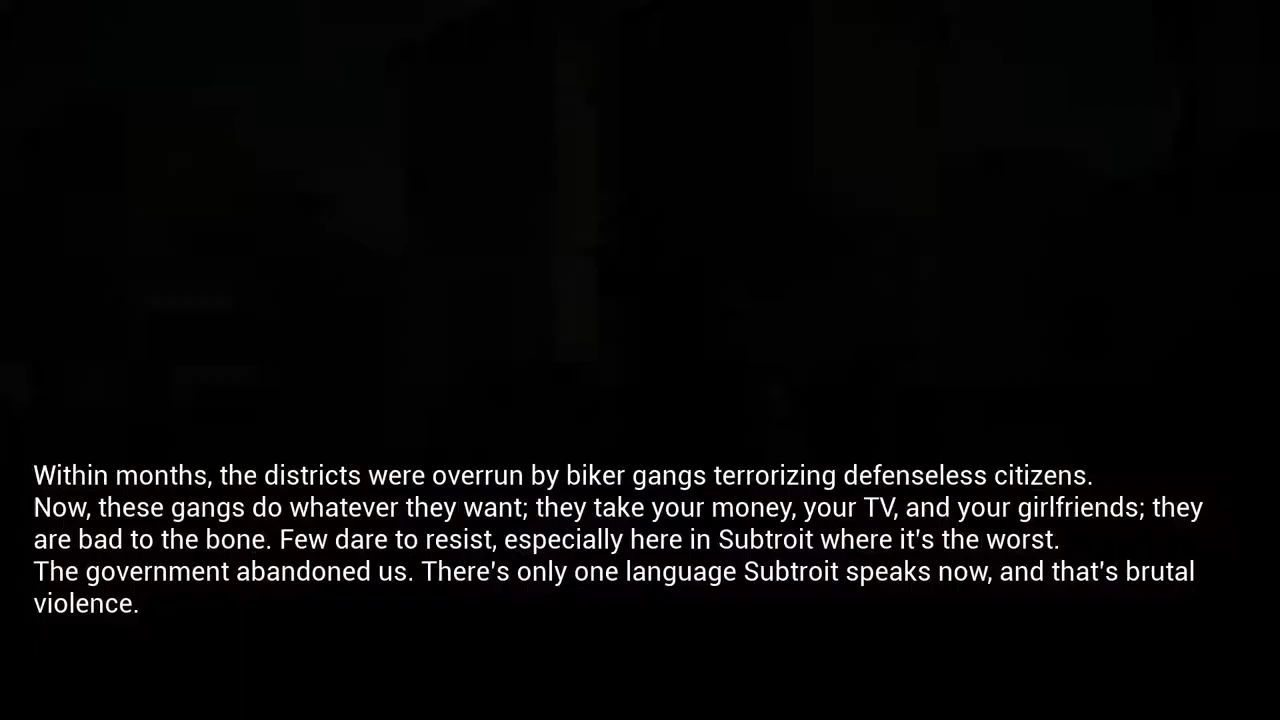 Within months, the districts were overrun by biker gangs terrorizing defenseless citizens.
Now, these gangs do whatever they want; they take your money, your TV, and your girlfriends; they
are bad to the bone. Few dare to resist, especially here in Subtroit where it's the worst.
The government abandoned us. There's only one language Subtroit speaks now, and that's brutal
violence.